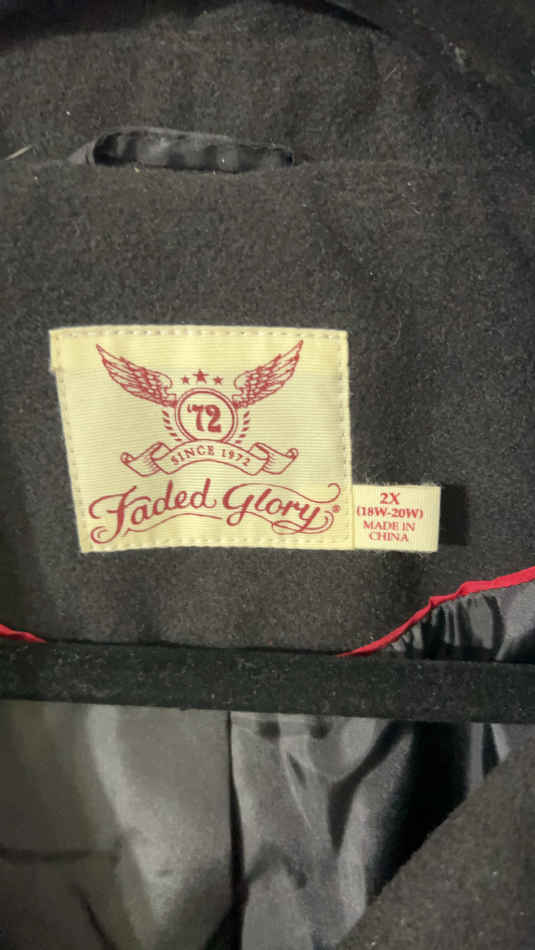 '72
SINCE 1972
Faded Glory®
2X
(18W-20W)
MADE IN
CHINA